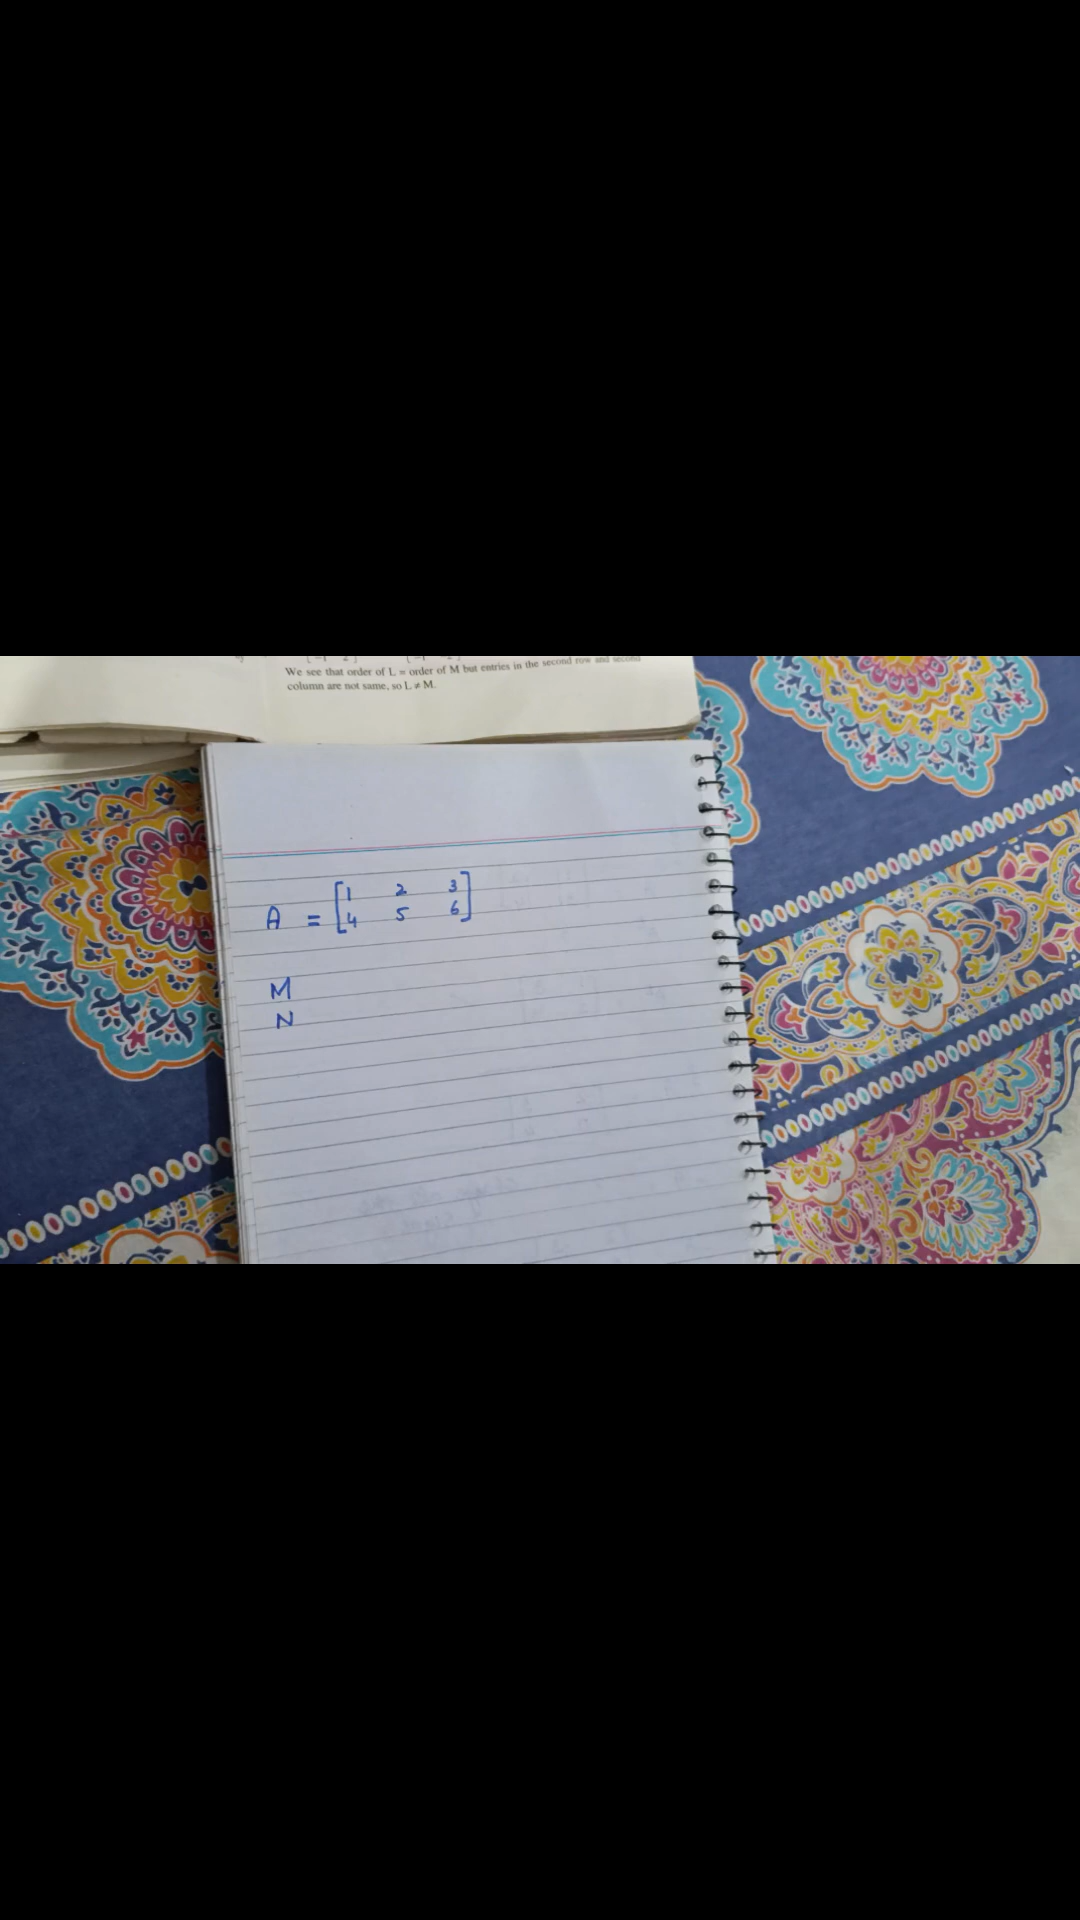 We see that order of L = order of M but entries in the second row and second
column are not same, so L ≠ M.
A = [1 2 3
4 5 6]
M
N